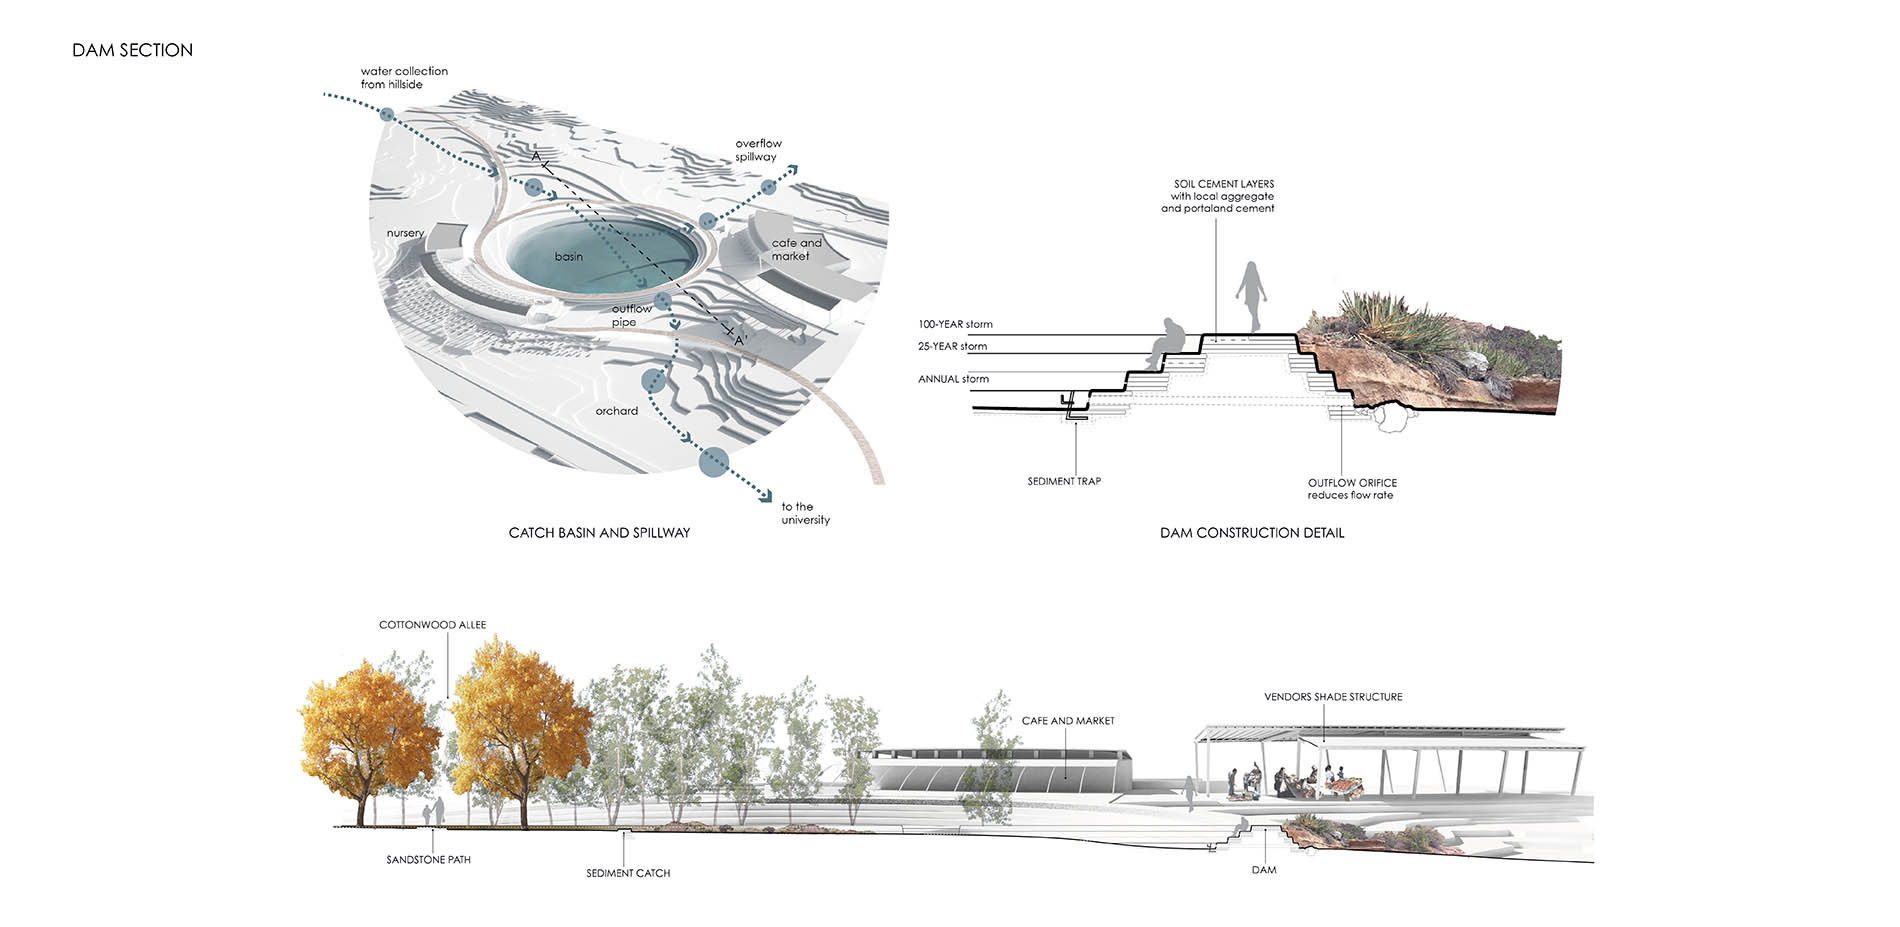 DAM SECTION
water collection
from hillside
overflow
spillway
A
nursery
basin
cafe and
market
outflow
pipe
A'
orchard
to the
university
CATCH BASIN AND SPILLWAY
SOIL CEMENT LAYERS
with local aggregate
and portaland cement
100-YEAR storm
25-YEAR storm
ANNUAL storm
SEDIMENT TRAP
OUTFLOW ORIFICE
reduces flow rate
DAM CONSTRUCTION DETAIL
COTTONWOOD ALLEE
CAFE AND MARKET
VENDORS SHADE STRUCTURE
SANDSTONE PATH
SEDIMENT CATCH
DAM